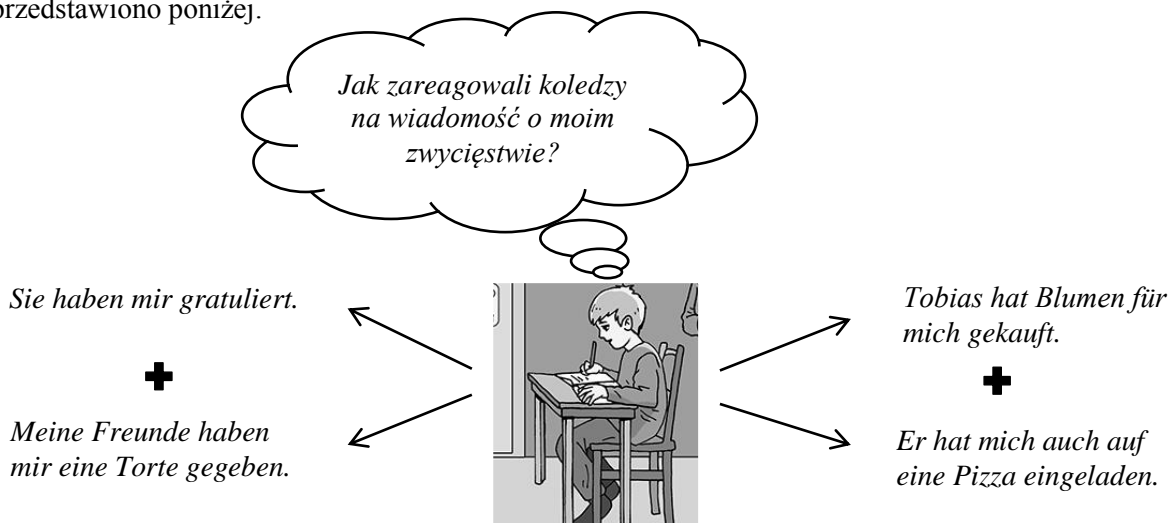 przedstawiono poniżej.
Jak zareagowali koledzy
na wiadomość o moim
zwycięstwie?
Sie haben mir gratuliert.
Meine Freunde haben
mir eine Torte gegeben.
Tobias hat Blumen für
mich gekauft.
Er hat mich auch auf
eine Pizza eingeladen.